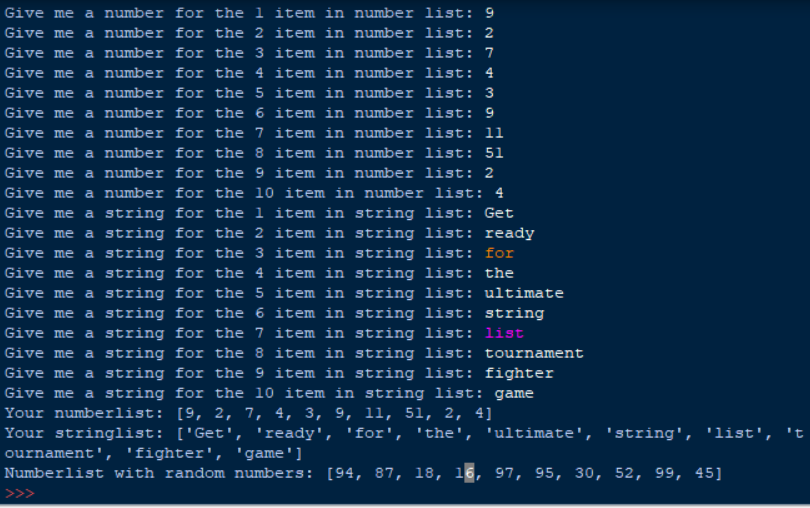 Give me a number for the 1 item in number list: 9
Give me a number for the 2 item in number list: 2
Give me a number for the 3 item in number list: 7
Give me a number for the 4 item in number list: 4
Give me a number for the 5 item in number list: 3
Give me a number for the 6 item in number list: 9
Give me a number for the 7 item in number list: 11
Give me a number for the 8 item in number list: 51
Give me a number for the 9 item in number list: 2
Give me a number for the 10 item in number list: 4
Give me a string for the 1 item in string list: Get
Give me a string for the 2 item in string list: ready
Give me a string for the 3 item in string list: for
Give me a string for the 4 item in string list: the
Give me a string for the 5 item in string list: ultimate
Give me a string for the 6 item in string list: string
Give me a string for the 7 item in string list: list
Give me a string for the 8 item in string list: tournament
Give me a string for the 9 item in string list: fighter
Give me a string for the 10 item in string list: game
Your numberlist: [9, 2, 7, 4, 3, 9, 11, 51, 2, 4]
Your stringlist: ['Get', 'ready', 'for', 'the', 'ultimate', 'string', 'list', 't
ournament', 'fighter', 'game']
Numberlist with random numbers: [94, 87, 18, 16, 97, 95, 30, 52, 99, 45]
>>>